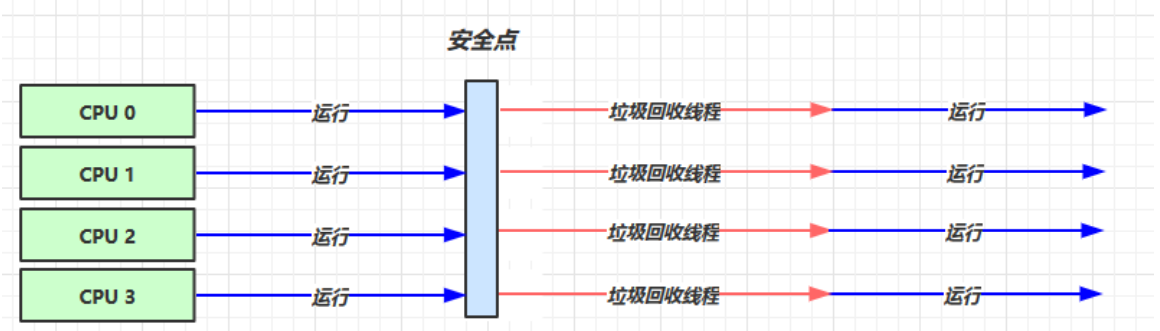 安全点
CPU 0 运行 垃圾回收线程 运行
CPU 1 运行 垃圾回收线程 运行
CPU 2 运行 垃圾回收线程 运行
CPU 3 运行 垃圾回收线程 运行